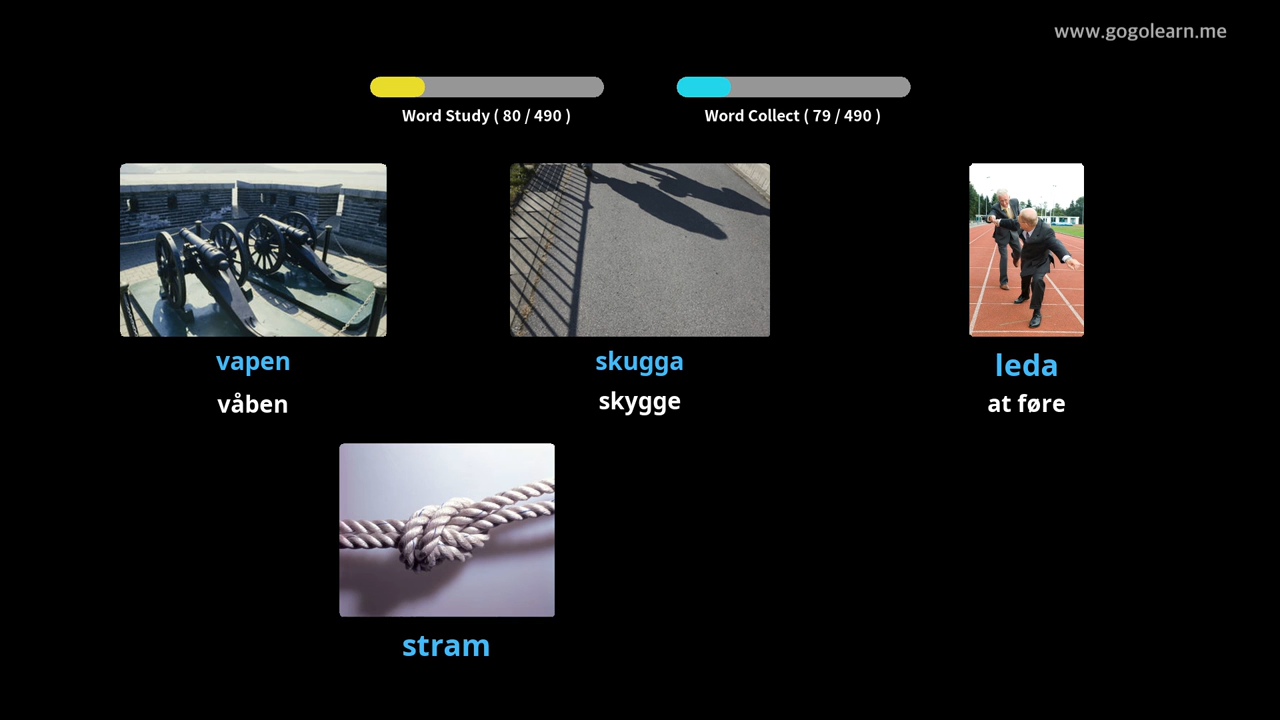 www.gogolearn.me
Word Study ( 80 / 490 )
Word Collect ( 79 / 490 )
vapen
skugga
leda
våben
skygge
at føre
stram